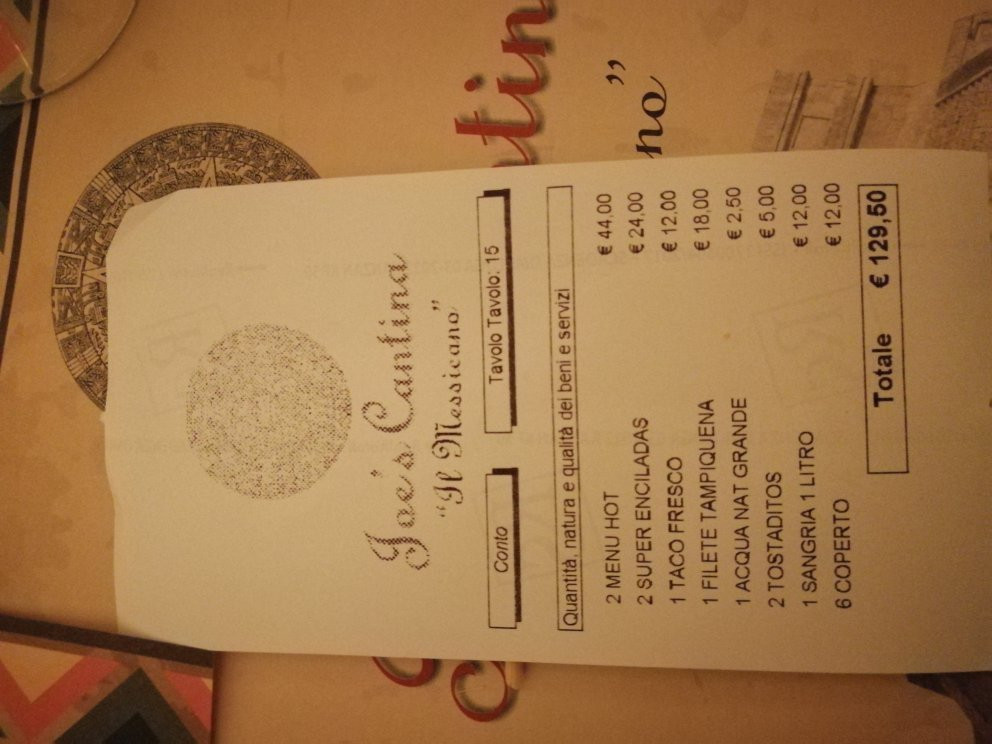 Joe's Cantina
"Il Messicano"
Conto
Tavolo Tavolo: 15
Quantità, natura e qualità dei beni e servizi
2 MENU HOT € 44,00
2 SUPER ENCILADAS € 24,00
1 TACO FRESCO € 12,00
1 FILETE TAMPIQUENA € 18,00
1 ACQUA NAT GRANDE € 2,50
2 TOSTADITOS € 5,00
1 SANGRIA 1 LITRO € 12,00
6 COPERTO € 12,00
Totale € 129,50